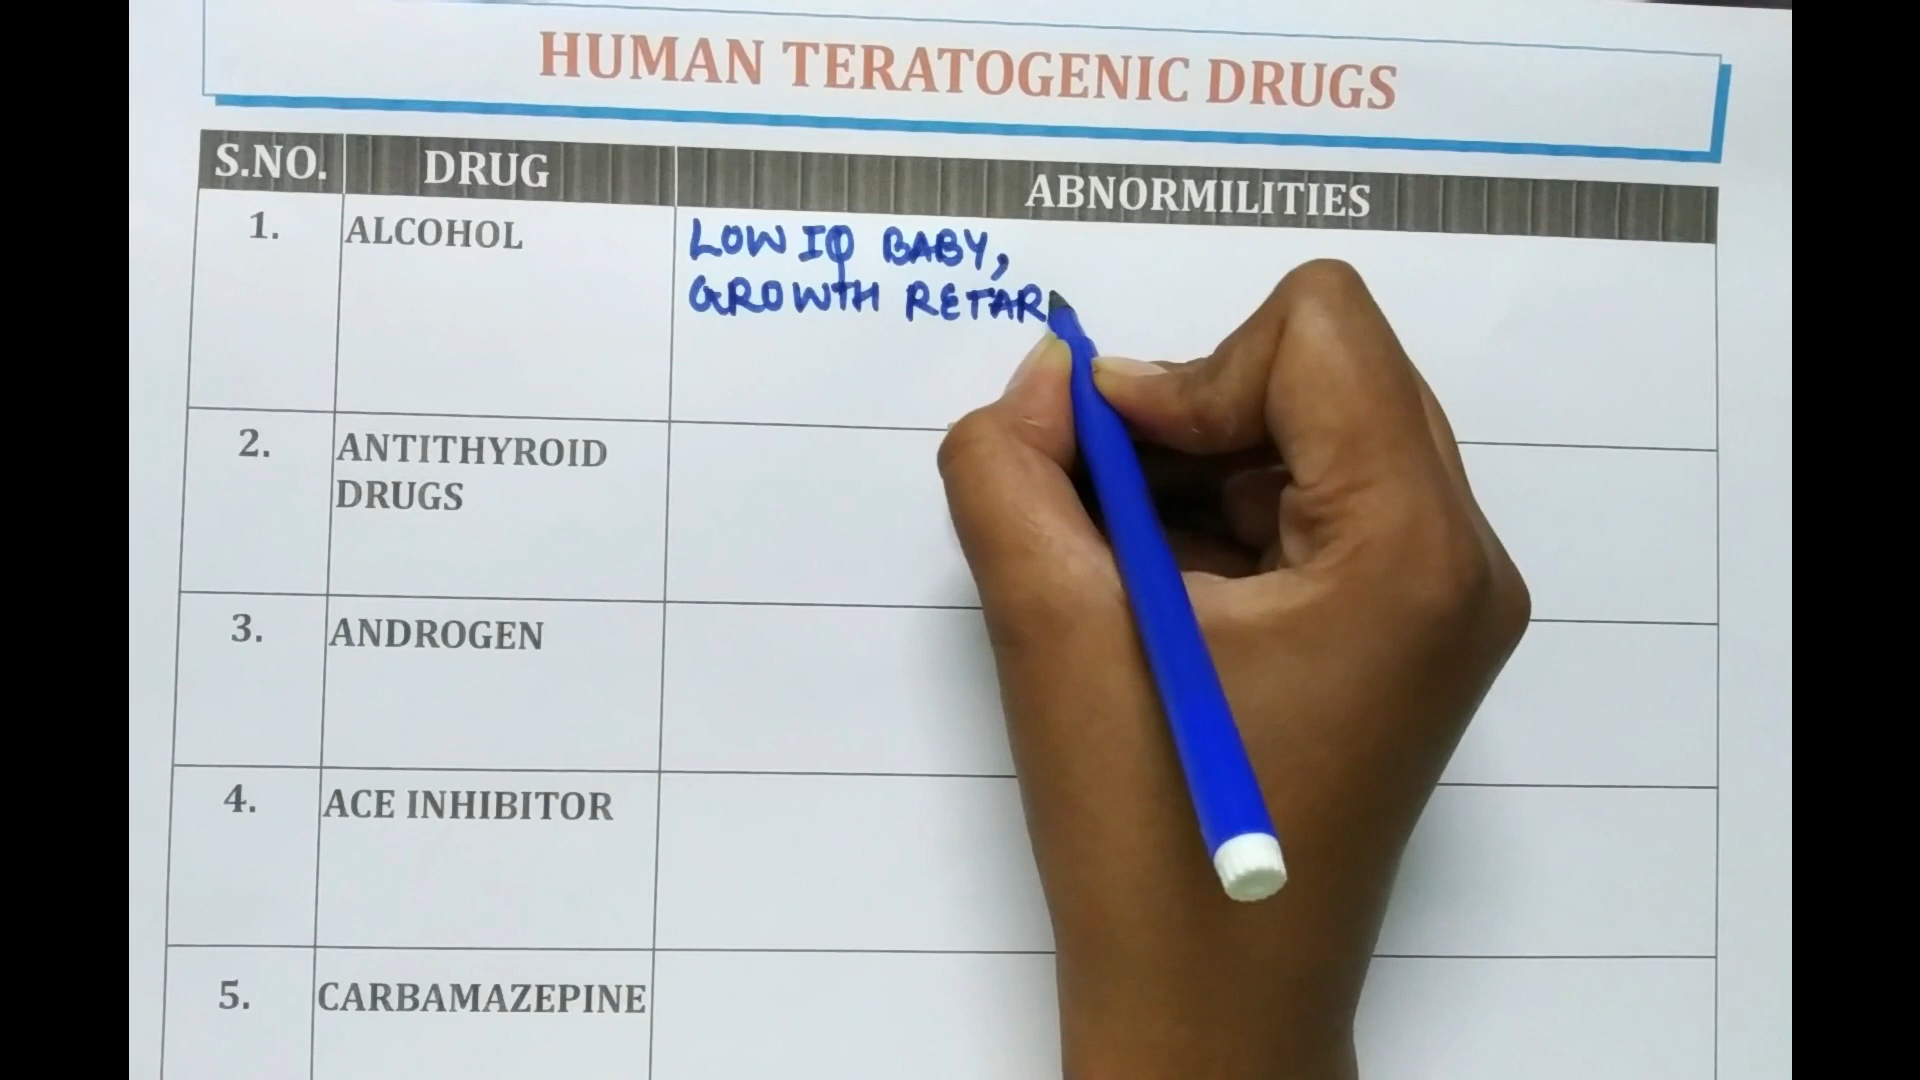 HUMAN TERATOGENIC DRUGS
S.NO. DRUG ABNORMILITIES
1. ALCOHOL LOW IQ BABY,
GROWTH RETAR
2. ANTITHYROID
DRUGS
3. ANDROGEN
4. ACE INHIBITOR
5. CARBAMAZEPINE